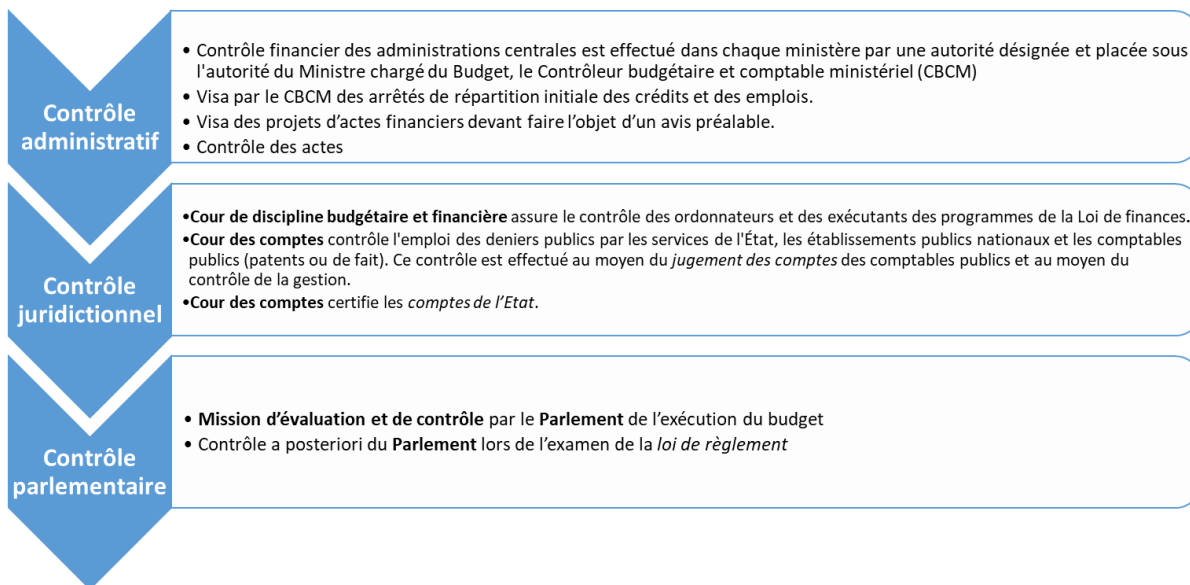 Contrôle
administratif
• Contrôle financier des administrations centrales est effectué dans chaque ministère par une autorité désignée et placée sous
l'autorité du Ministre chargé du Budget, le Contrôleur budgétaire et comptable ministériel (CBCM)
• Visa par le CBCM des arrêtés de répartition initiale des crédits et des emplois.
• Visa des projets d’actes financiers devant faire l’objet d’un avis préalable.
• Contrôle des actes
Contrôle
juridictionnel
•Cour de discipline budgétaire et financière assure le contrôle des ordonnateurs et des exécutants des programmes de la Loi de finances.
•Cour des comptes contrôle l'emploi des deniers publics par les services de l'État, les établissements publics nationaux et les comptables
publics (patents ou de fait). Ce contrôle est effectué au moyen du jugement des comptes des comptables publics et au moyen du
contrôle de la gestion.
•Cour des comptes certifie les comptes de l’Etat.
Contrôle
parlementaire
• Mission d’évaluation et de contrôle par le Parlement de l’exécution du budget
• Contrôle a posteriori du Parlement lors de l’examen de la loi de règlement